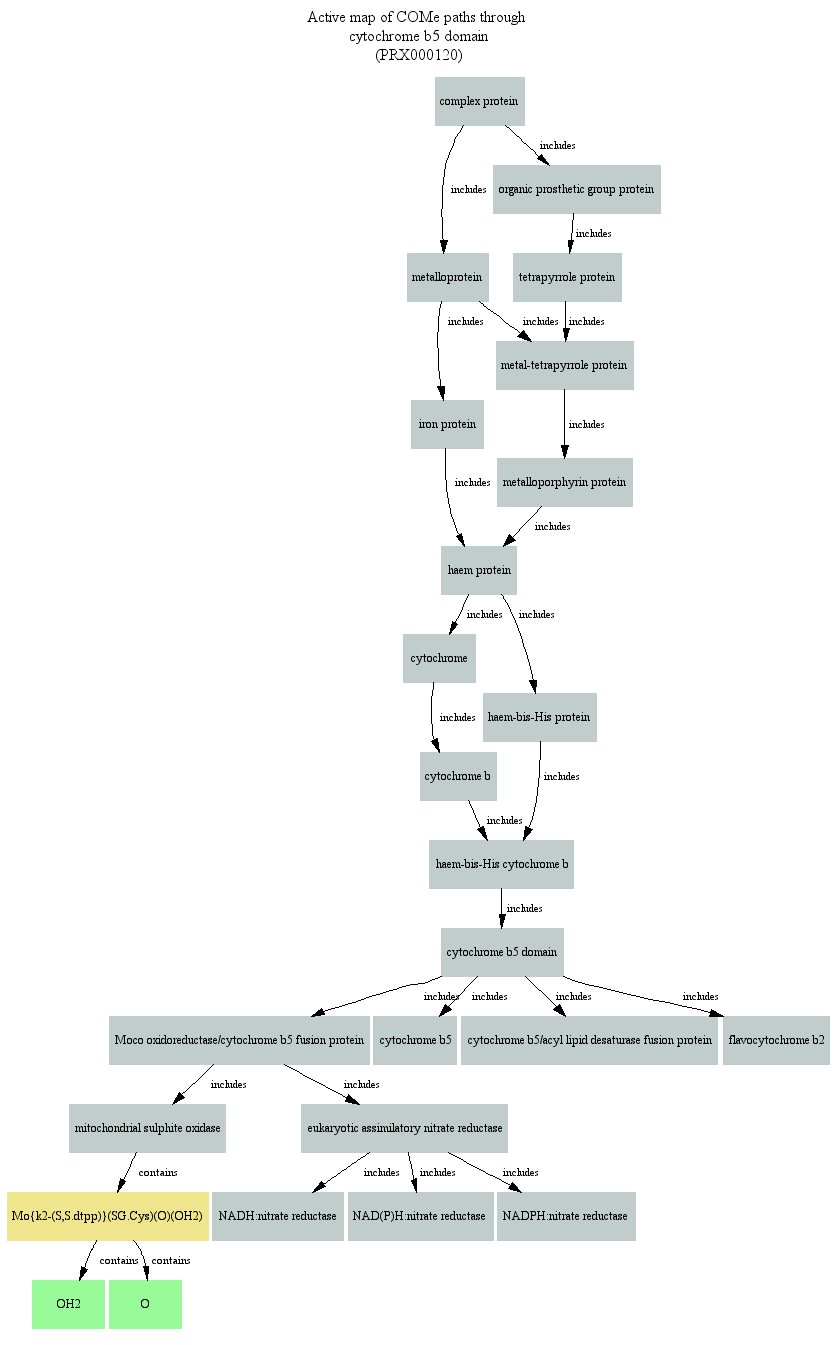 Active map of COMe paths through
cytochrome b5 domain
(PRX000120)
complex protein
includes
includes
organic prosthetic group protein
includes
metalloprotein
tetrapyrrole protein
includes
includes
includes
metal-tetrapyrrole protein
iron protein
includes
metalloporphyrin protein
includes
includes
haem protein
includes
includes
cytochrome
haem-bis-His protein
includes
cytochrome b
includes
includes
haem-bis-His cytochrome b
includes
cytochrome b5 domain
includes
includes
includes
includes
Moco oxidoreductase/cytochrome b5 fusion protein
cytochrome b5
cytochrome b5/acyl lipid desaturase fusion protein
flavocytochrome b2
includes
includes
mitochondrial sulphite oxidase
eukaryotic assimilatory nitrate reductase
contains
includes
includes
includes
Mo{k2-(S,S.dtpp)}(SG.Cys)(O)(OH2)
NADH:nitrate reductase
NAD(P)H:nitrate reductase
NADPH:nitrate reductase
contains
contains
OH2
O